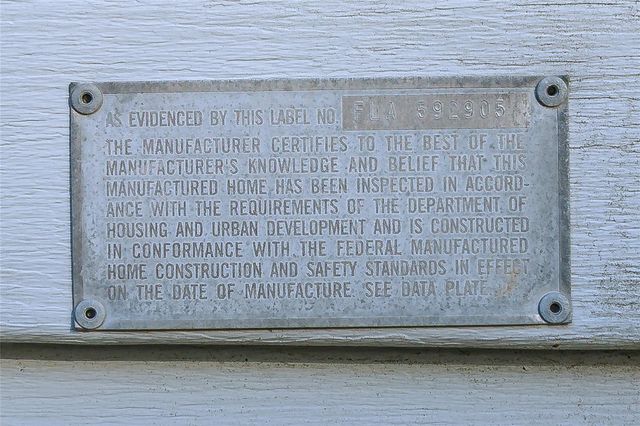 AS EVIDENCED BY THIS LABEL NO. FLA 592905
THE MANUFACTURER CERTIFIES TO THE BEST OF THE
MANUFACTURER'S KNOWLEDGE AND BELIEF THAT THIS
MANUFACTURED HOME HAS BEEN INSPECTED IN ACCORD-
ANCE WITH THE REQUIREMENTS OF THE DEPARTMENT OF
HOUSING AND URBAN DEVELOPMENT AND IS CONSTRUCTED
IN CONFORMANCE WITH THE FEDERAL MANUFACTURED
HOME CONSTRUCTION AND SAFETY STANDARDS IN EFFECT
ON THE DATE OF MANUFACTURE. SEE DATA PLATE.